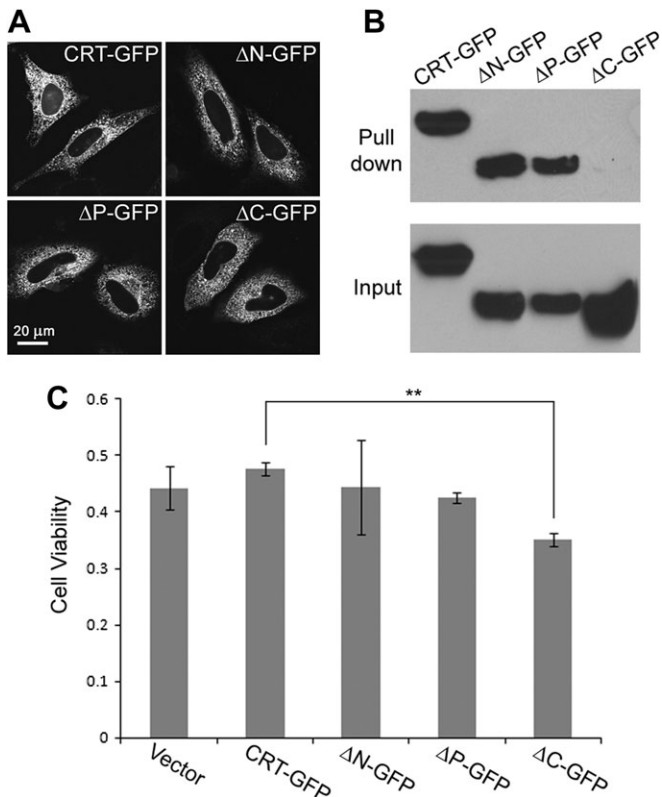 A
CRT-GFP
ΔN-GFP
ΔP-GFP
ΔC-GFP
20 μm
B
CRT-GFP
ΔN-GFP
ΔP-GFP
ΔC-GFP
Pull
down
Input
C
**
0.6
0.5
0.4
0.3
0.2
0.1
0
Cell Viability
Vector
CRT-GFP
ΔN-GFP
ΔP-GFP
ΔC-GFP